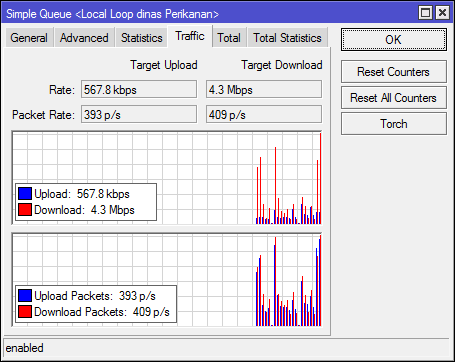 Simple Queue <Local Loop dinas Perikanan>
General Advanced Statistics Traffic Total Total Statistics
OK
Target Upload Target Download
Reset Counters
Rate: 567.8 kbps 4.3 Mbps
Reset All Counters
Packet Rate: 393 p/s 409 p/s
Torch
Upload: 567.8 kbps
Download: 4.3 Mbps
Upload Packets: 393 p/s
Download Packets: 409 p/s
enabled